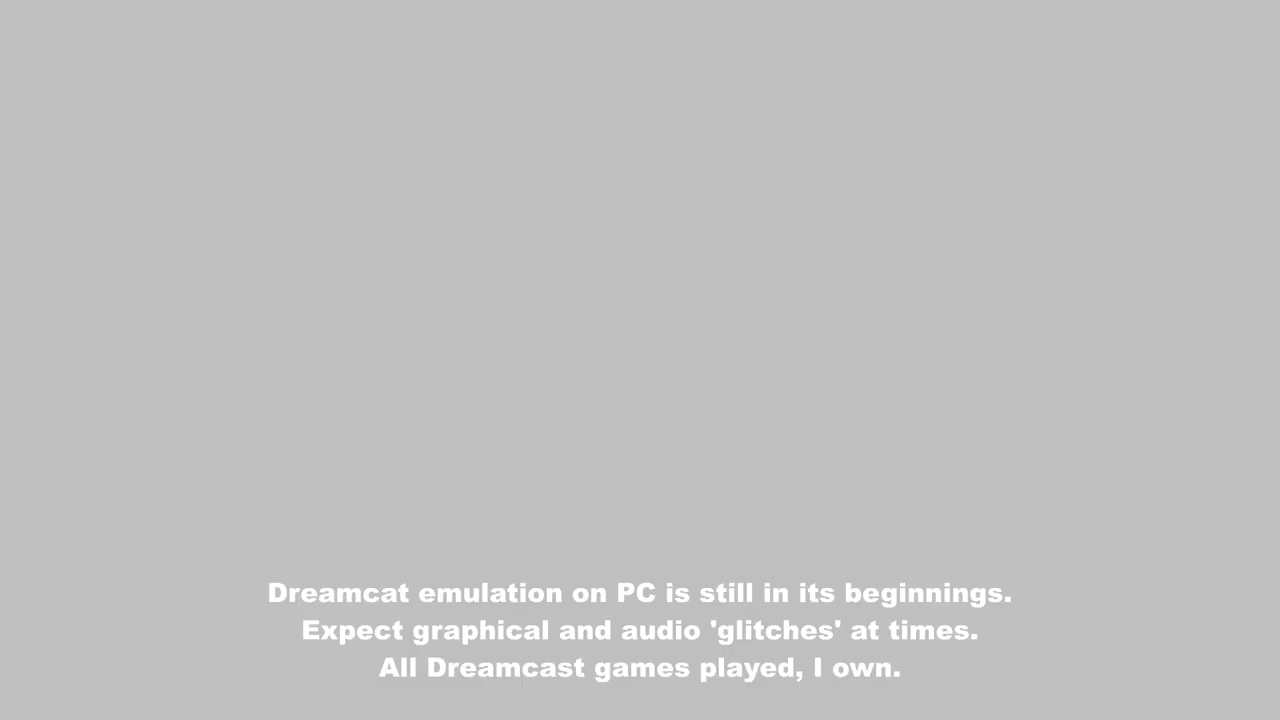 Dreamcat emulation on PC is still in its beginnings.
Expect graphical and audio 'glitches' at times.
All Dreamcast games played, I own.